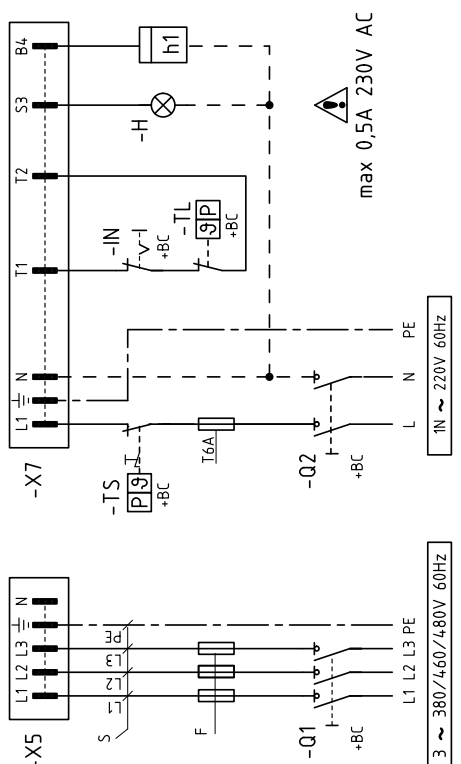 B4
h1
S3
-H
max 0,5A 230V AC
T2
T1
-IN
+BC
-TL
ϑ P
+BC
N
L1
-X7
-TS
P ϑ
+BC
T6A
-Q2
+BC
PE
N
L
1N ~ 220V 60Hz
N
L3
L2
L1
-X5
PE
L3
L2
L1
S
F
-Q1
+BC
PE
L3
L2
L1
3 ~ 380/460/480V 60Hz